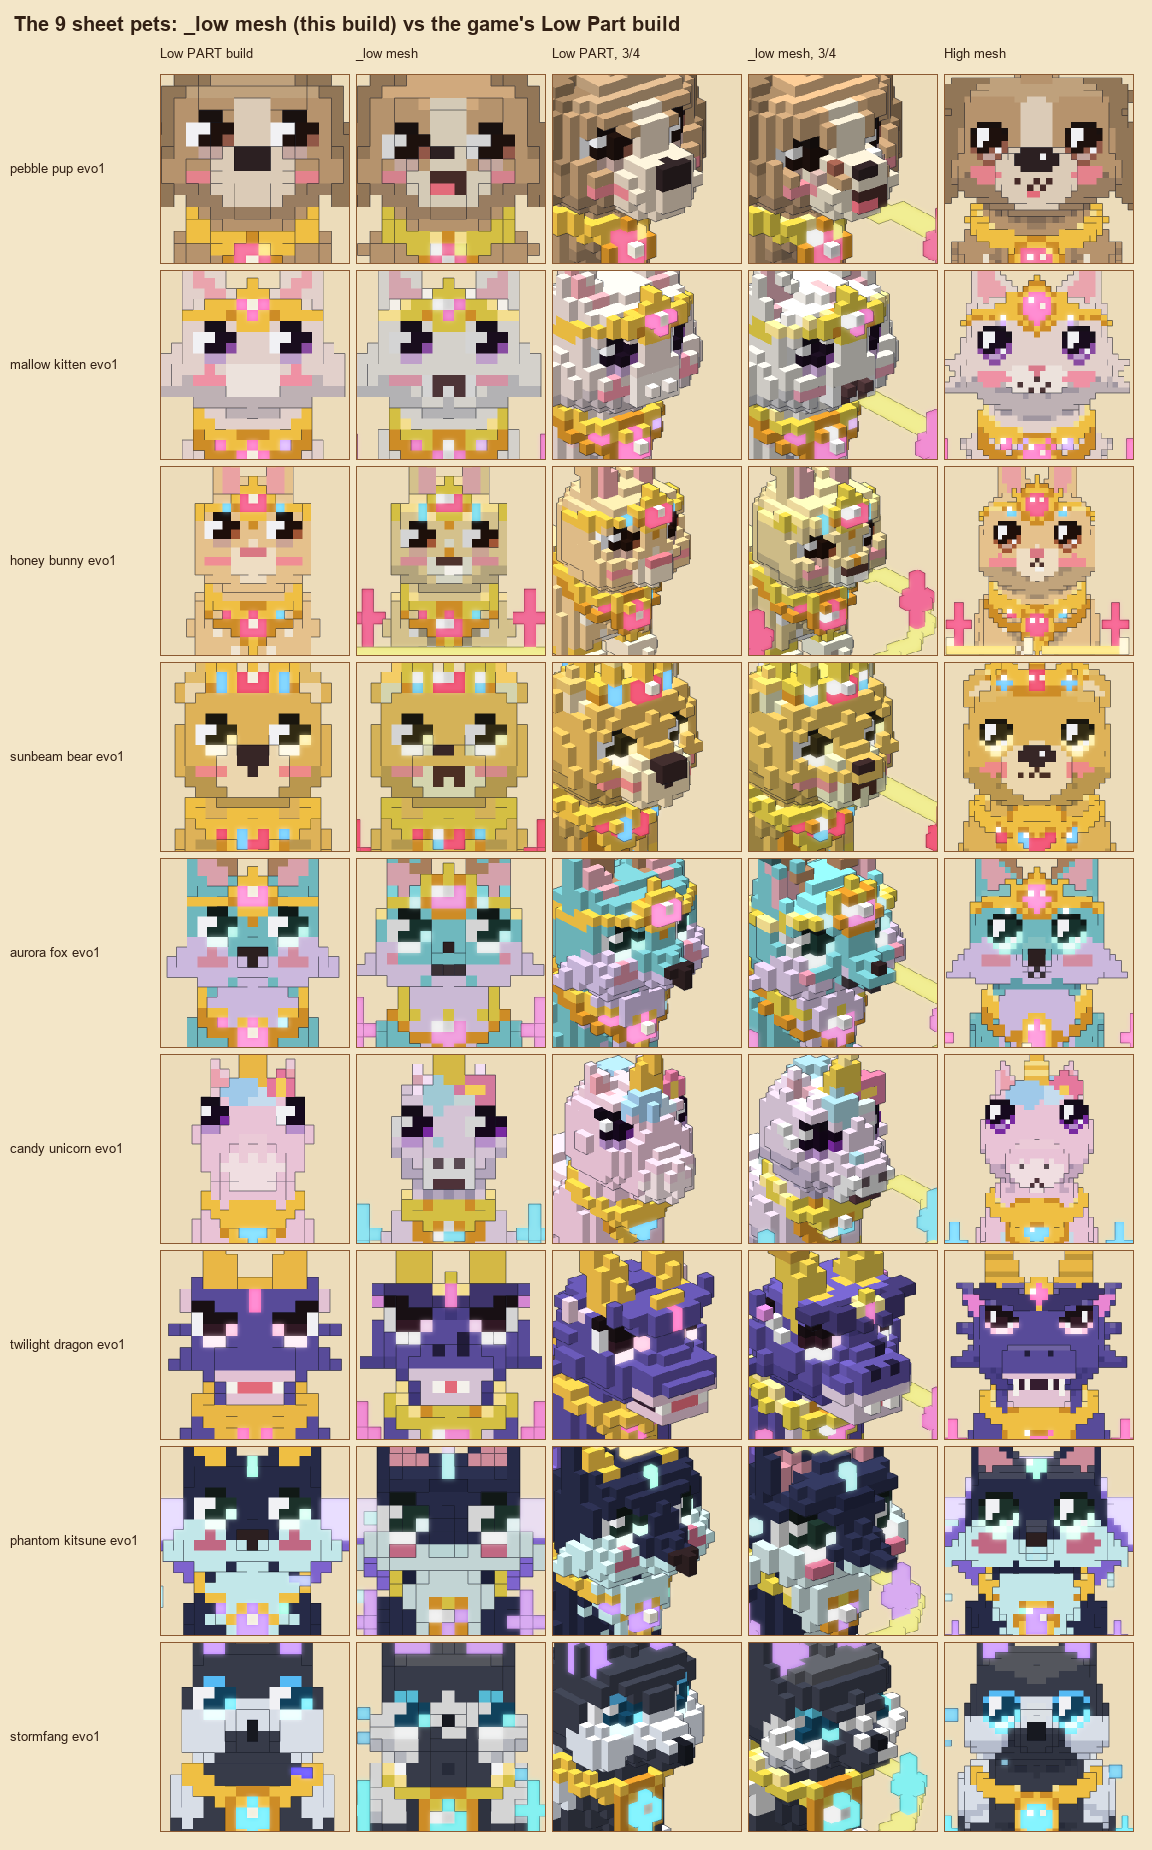 The 9 sheet pets: _low mesh (this build) vs the game's Low Part build
Low PART build _low mesh Low PART, 3/4 _low mesh, 3/4 High mesh
pebble pup evo1
mallow kitten evo1
honey bunny evo1
sunbeam bear evo1
aurora fox evo1
candy unicorn evo1
twilight dragon evo1
phantom kitsune evo1
stormfang evo1